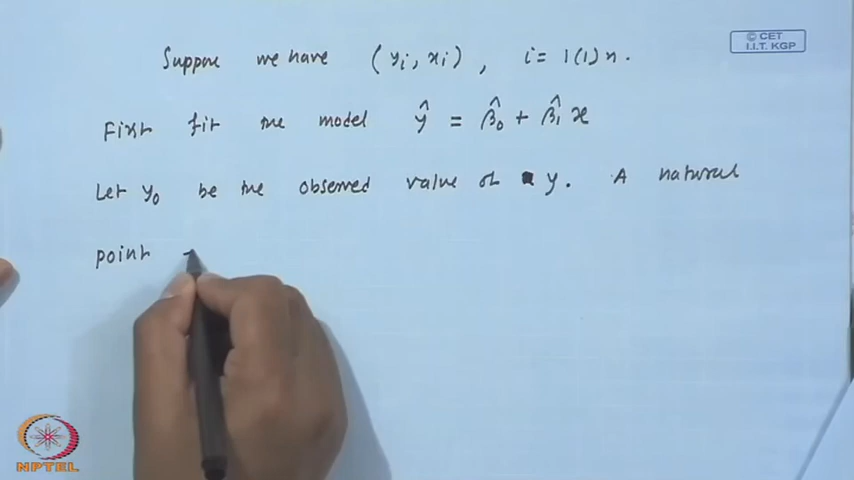 © CET
I.I.T. KGP
Suppose we have (yi, xi), i = 1(1) n.
First fit the model ŷ = β̂₀ + β̂₁ x
Let y₀ be the observed value of y. A natural
point
NPTEL